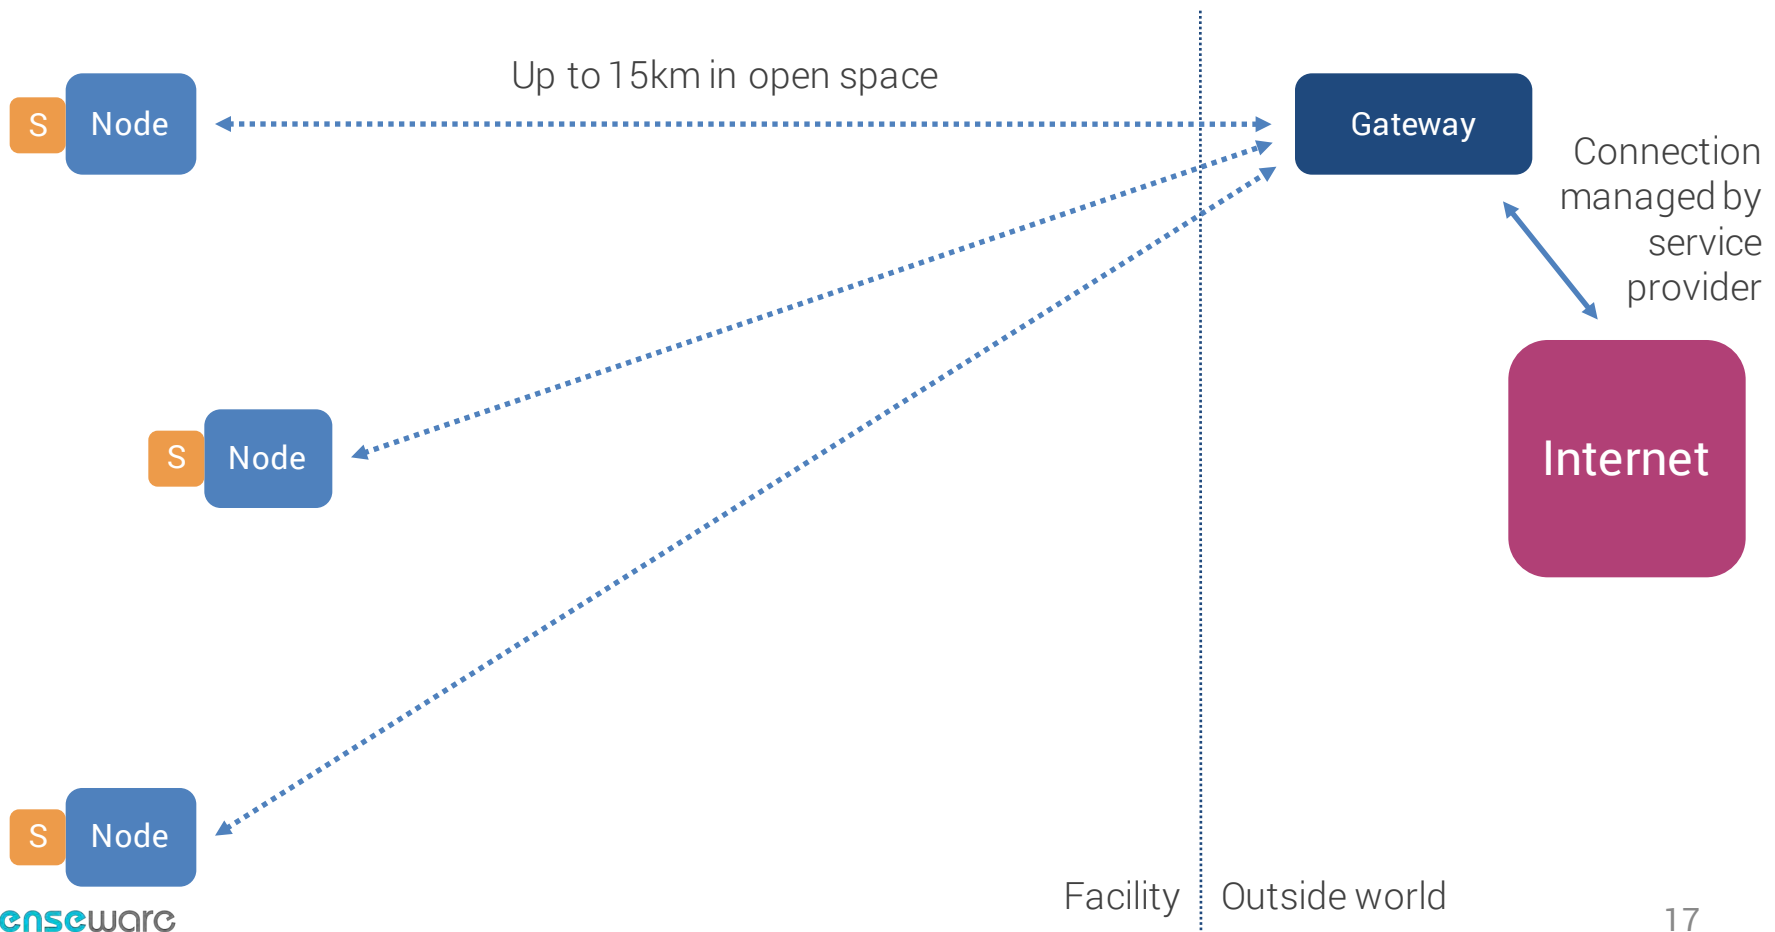 Up to 15km in open space
S
Node
Gateway
Connection
managed by
service
provider
S
Node
Internet
S
Node
Facility
Outside world
enseware
17